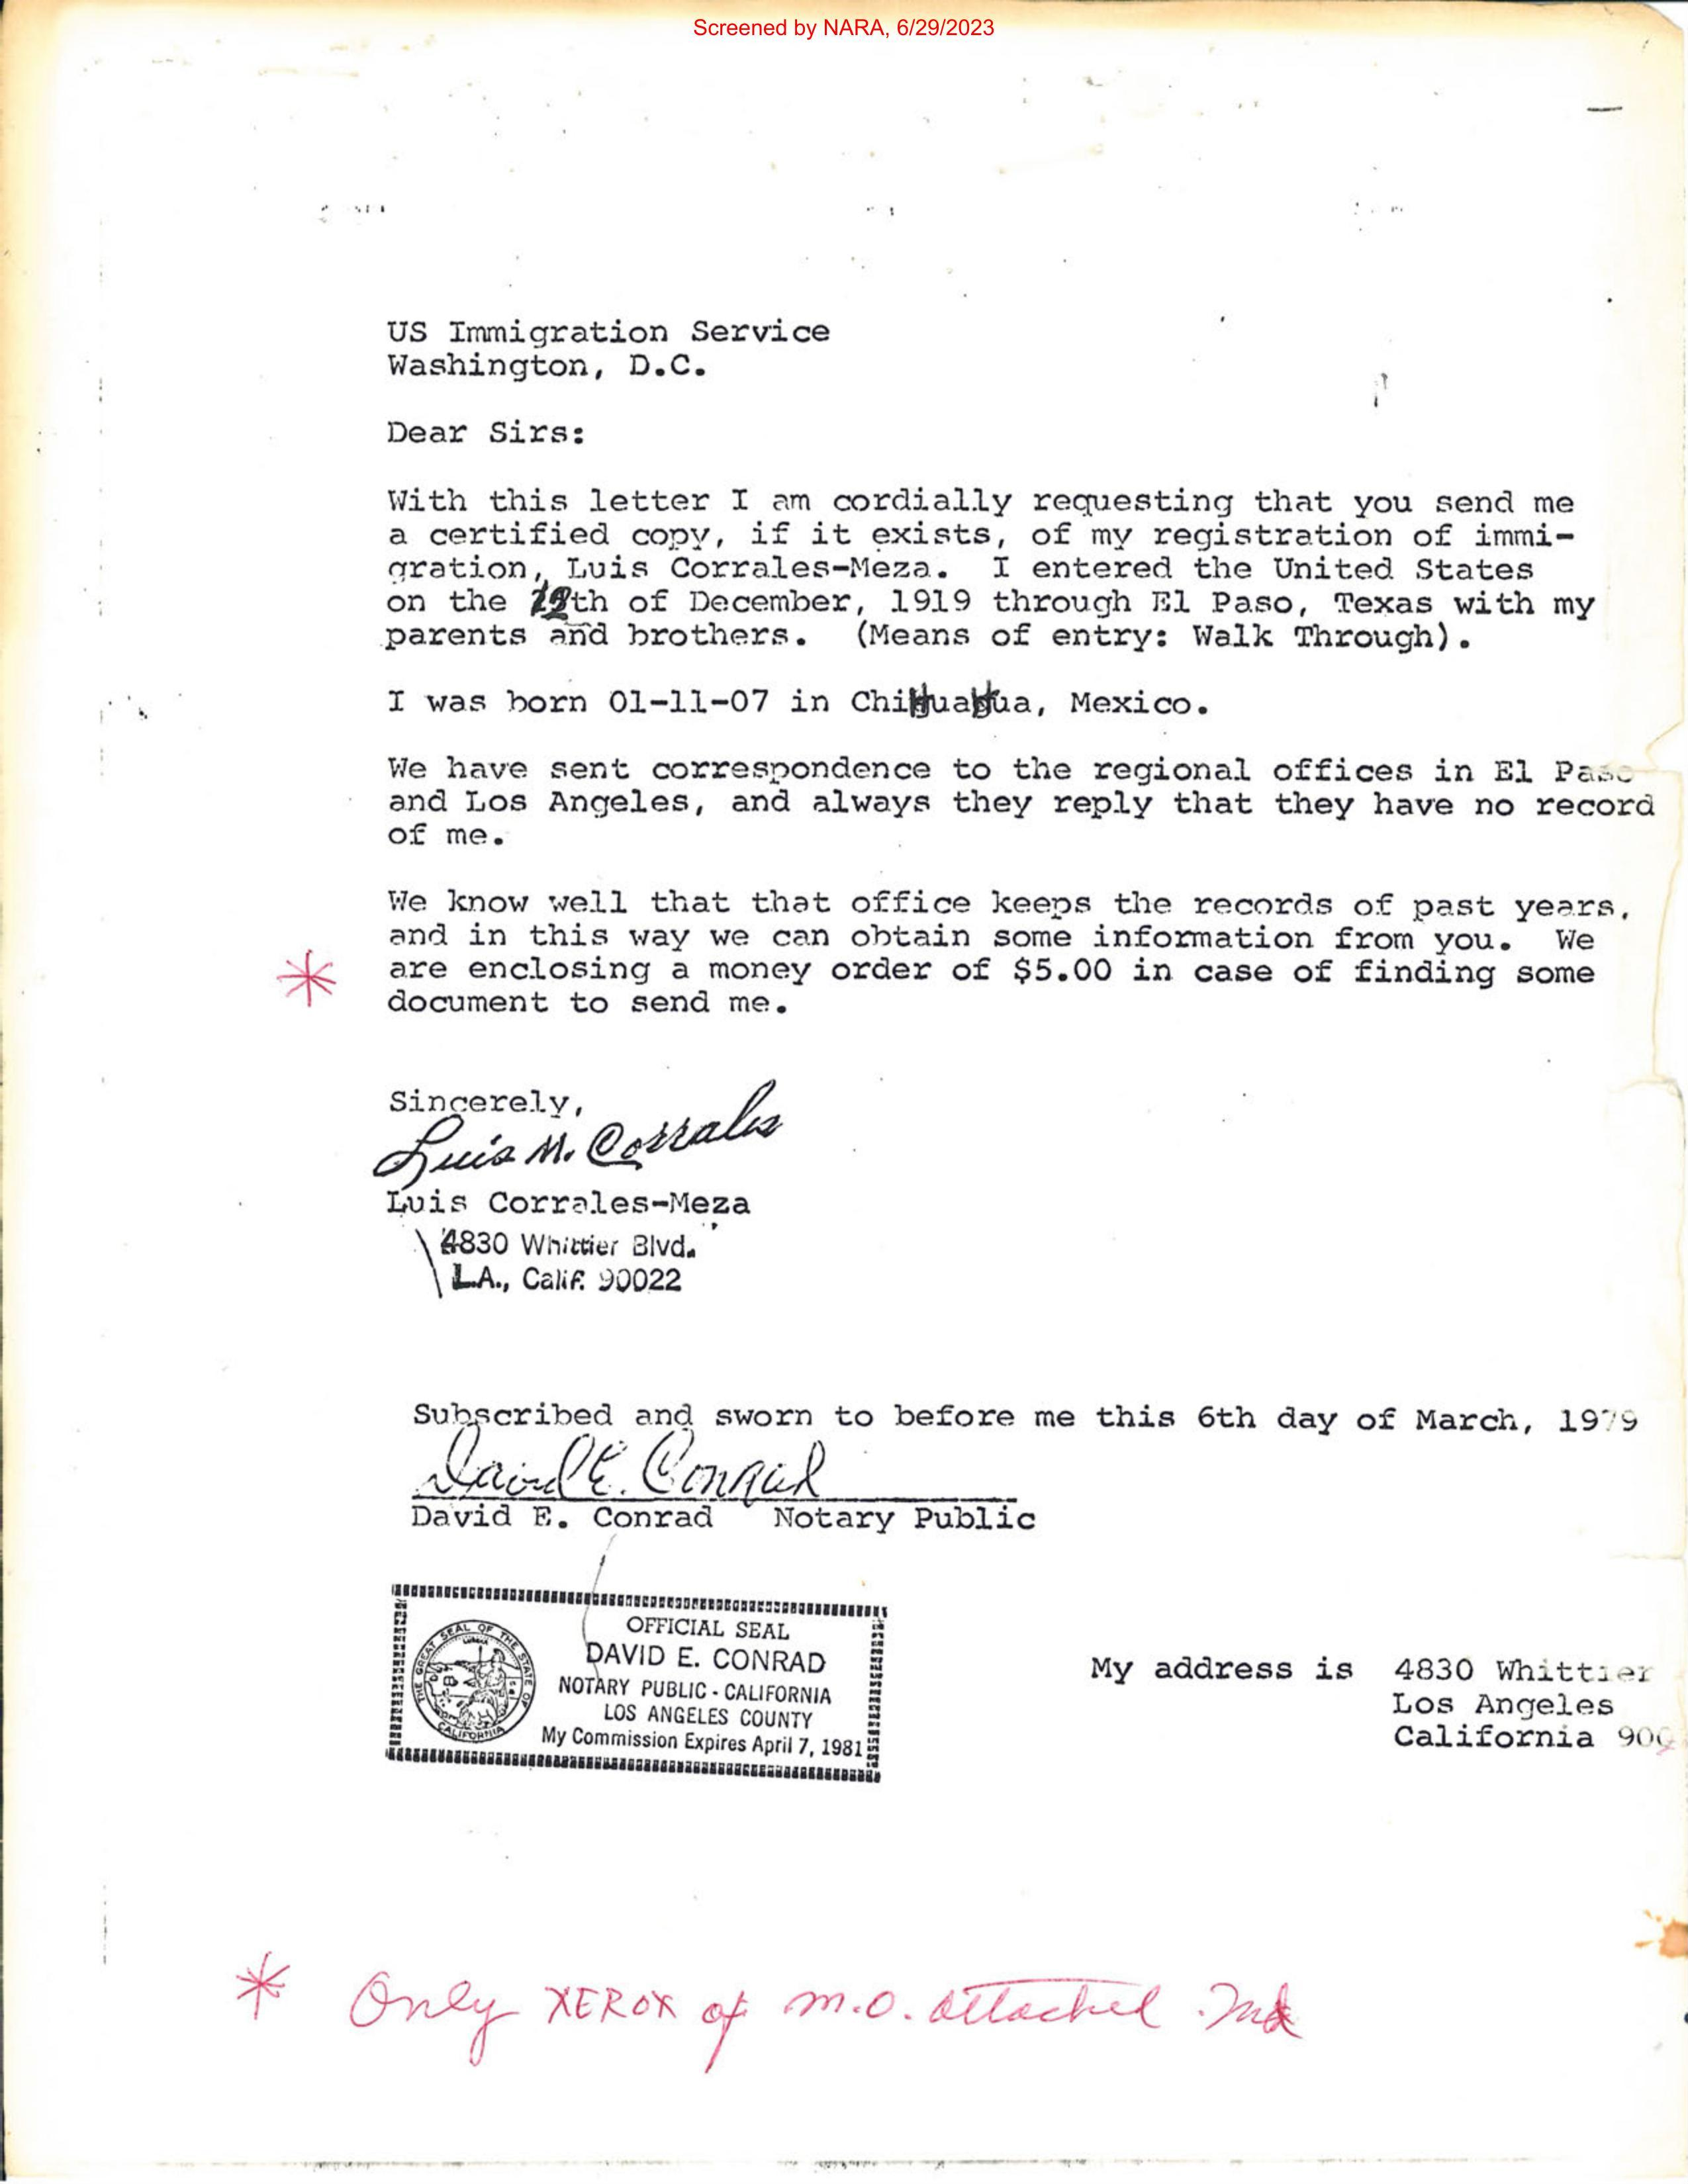 Screened by NARA, 6/29/2023
US Immigration Service
Washington, D.C.
Dear Sirs:
With this letter I am cordially requesting that you send me
a certified copy, if it exists, of my registration of immi-
gration, Luis Corrales-Meza. I entered the United States
on the of December, 1919 through El Paso, Texas with my
parents and brothers. (Means of entry: Walk Through).
I was born 01-11-07 in ChiHuaHua, Mexico.
We have sent correspondence to the regional offices in El Paso
and Los Angeles, and always they reply that they have no record
of me.
We know well that that office keeps the records of past years,
and in this way we can obtain some information from you. We
* are enclosing a money order of $5.00 in case of finding some
document to send me.
Sincerely,
Luis M. Corrales
Luis Corrales-Meza
4830 Whittier Blvd.
L.A., Calif. 90022
Subscribed and sworn to before me this 6th day of March, 1979
David E. Conrad
David E. Conrad Notary Public
OFFICIAL SEAL
DAVID E. CONRAD
NOTARY PUBLIC - CALIFORNIA
LOS ANGELES COUNTY
My Commission Expires April 7, 1981
THE GREAT SEAL OF THE STATE OF CALIFORNIA
My address is 4830 Whittier
Los Angeles
California 900
* Only XEROX of m.o. attached.